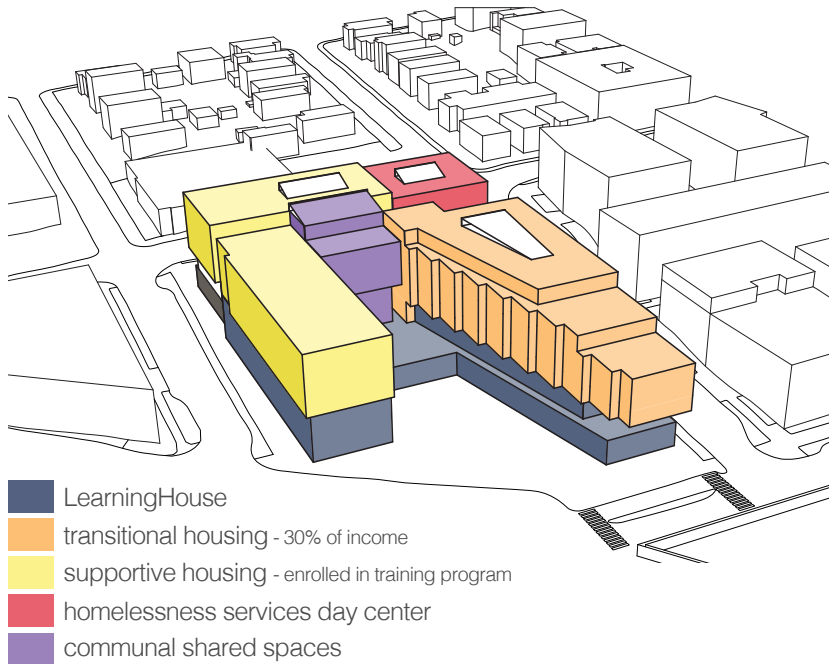 LearningHouse
transitional housing - 30% of income
supportive housing - enrolled in training program
homelessness services day center
communal shared spaces